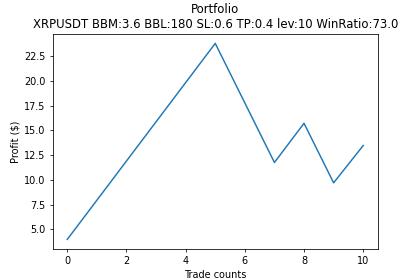 Portfolio
XRPUSDT BBM:3.6 BBL:180 SL:0.6 TP:0.4 lev:10 WinRatio:73.0
22.5
20.0
17.5
15.0
12.5
10.0
7.5
5.0
Profit ($)
0 2 4 6 8 10
Trade counts